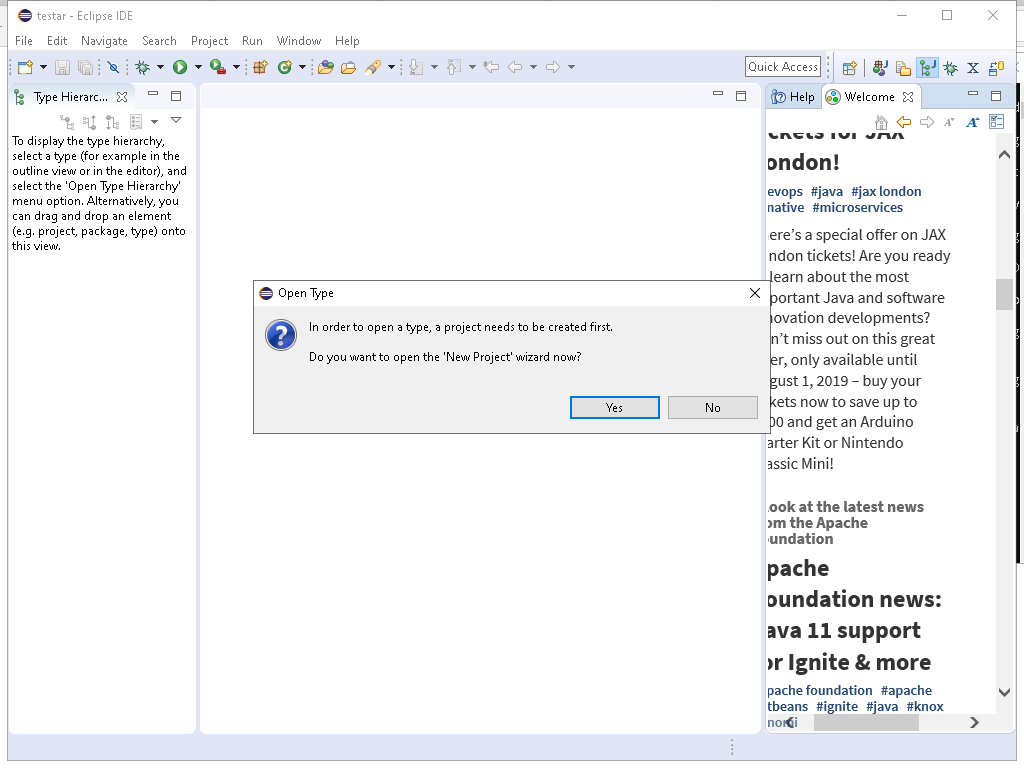 testar - Eclipse IDE
File Edit Navigate Search Project Run Window Help
Quick Access
Type Hierarc...
To display the type hierarchy,
select a type (for example in the
outline view or in the editor), and
select the 'Open Type Hierarchy'
menu option. Alternatively, you
can drag and drop an element
(e.g. project, package, type) onto
this view.
Open Type
In order to open a type, a project needs to be created first.
Do you want to open the 'New Project' wizard now?
Yes No
Help Welcome
ckets for JAX
ondon!
evops #java #jax london
native #microservices
ere's a special offer on JAX
ndon tickets! Are you ready
learn about the most
portant Java and software
novation developments?
n't miss out on this great
er, only available until
gust 1, 2019 – buy your
kets now to save up to
00 and get an Arduino
arter Kit or Nintendo
assic Mini!
ook at the latest news
om the Apache
undation
pache
oundation news:
ava 11 support
or Ignite & more
pache foundation #apache
tbeans #ignite #java #knox